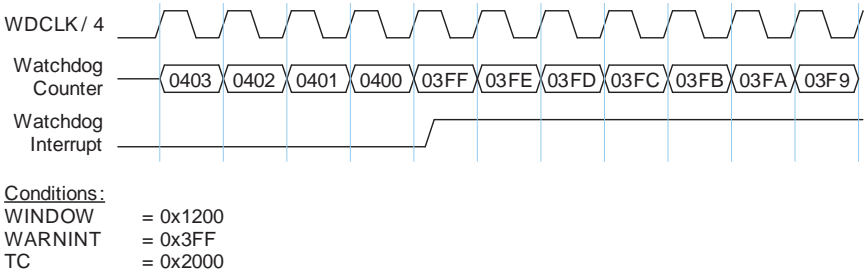 WDCLK / 4
Watchdog
Counter
0403 0402 0401 0400 03FF 03FE 03FD 03FC 03FB 03FA 03F9
Watchdog
Interrupt
Conditions:
WINDOW = 0x1200
WARNINT = 0x3FF
TC = 0x2000